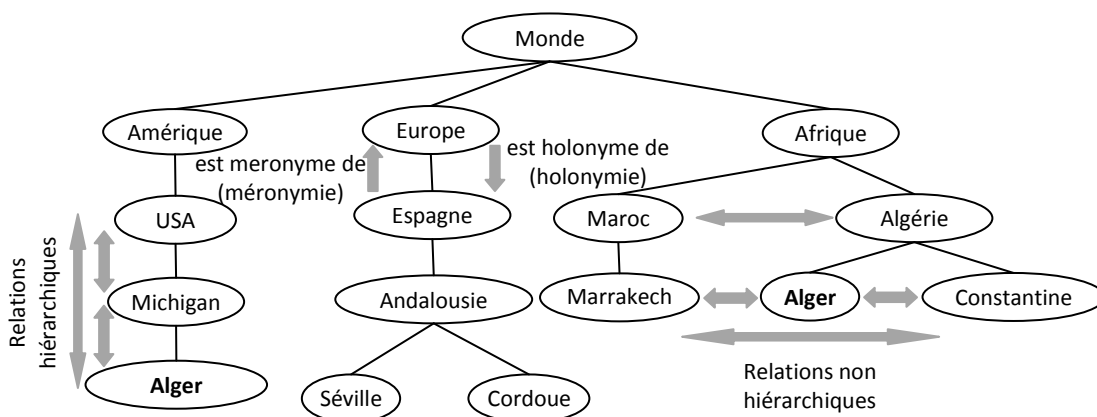 Monde
Amérique
Europe
Afrique
est meronyme de
(méronymie)
est holonyme de
(holonymie)
USA
Espagne
Maroc
Algérie
Relations
hiérarchiques
Michigan
Andalousie
Marrakech
Alger
Constantine
Alger
Séville
Cordoue
Relations non
hiérarchiques